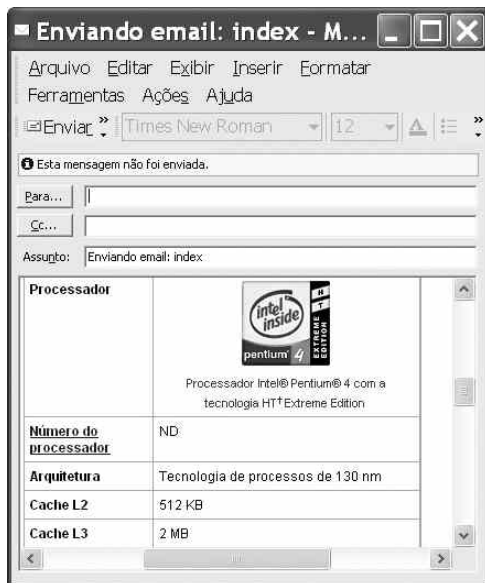 Enviando email: index - M...
Arquivo Editar Exibir Inserir Formatar
Ferramentas Ações Ajuda
Enviar » Times New Roman 12 A »
Esta mensagem não foi enviada.
Para...
Cc...
Assunto: Enviando email: index
Processador
intel
inside
pentium 4
HT
EXTREME
EDITION
Processador Intel® Pentium® 4 com a
tecnologia HT† Extreme Edition
Número do ND
processador
Arquitetura Tecnologia de processos de 130 nm
Cache L2 512 KB
Cache L3 2 MB